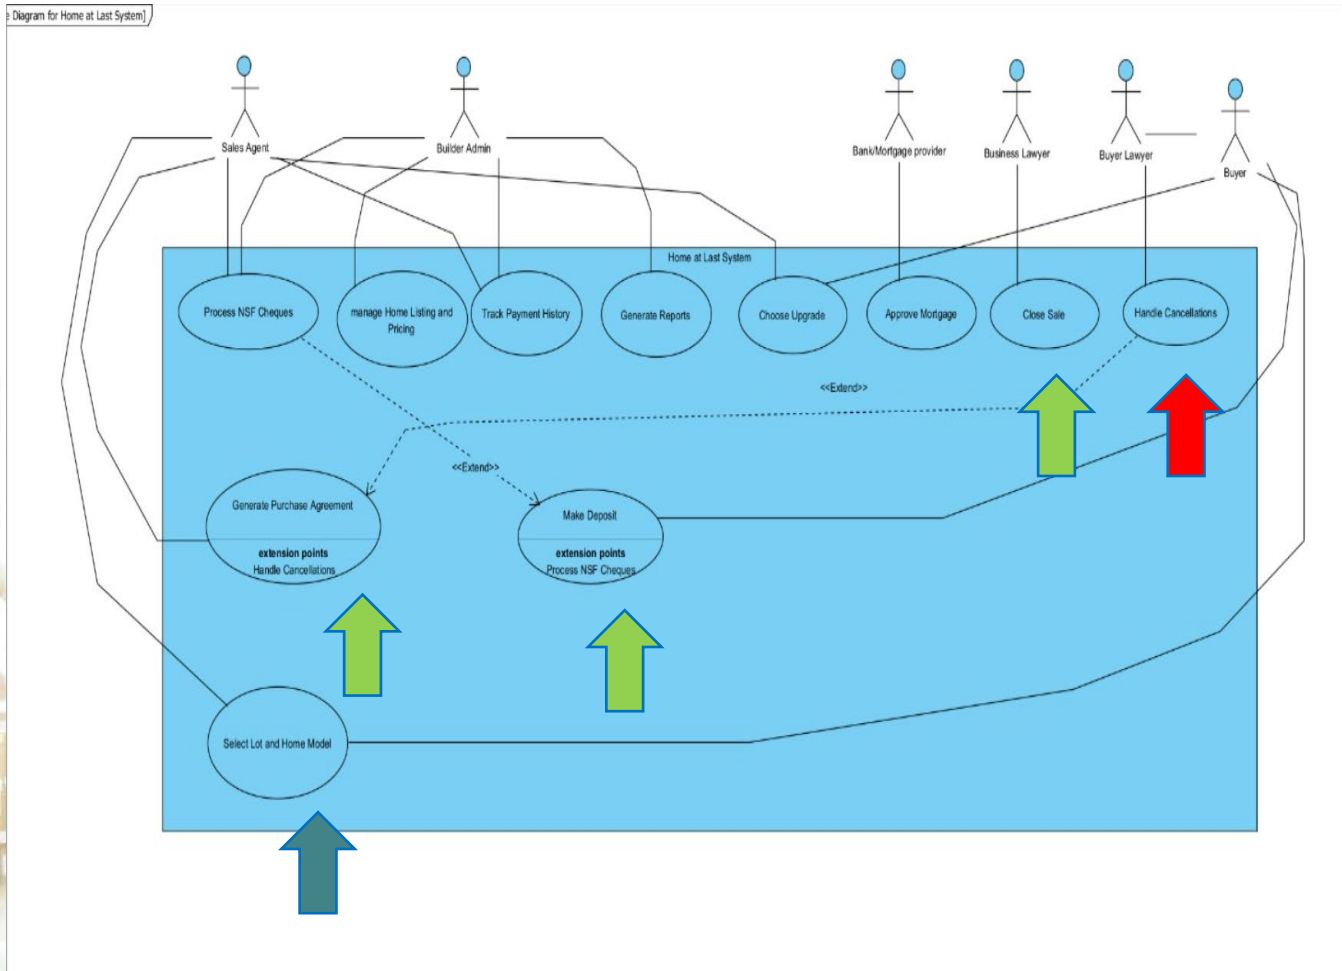 e Diagram for Home at Last System]
Sales Agent
Builder Admin
Bank/Mortgage provider
Business Lawyer
Buyer Lawyer
Buyer
Home at Last System
Process NSF Cheques
manage Home Listing and
Pricing
Track Payment History
Generate Reports
Choose Upgrade
Approve Mortgage
Close Sale
Handle Cancellations
<<Extend>>
<<Extend>>
Generate Purchase Agreement
extension points
Handle Cancellations
Make Deposit
extension points
Process NSF Cheques
Select Lot and Home Model